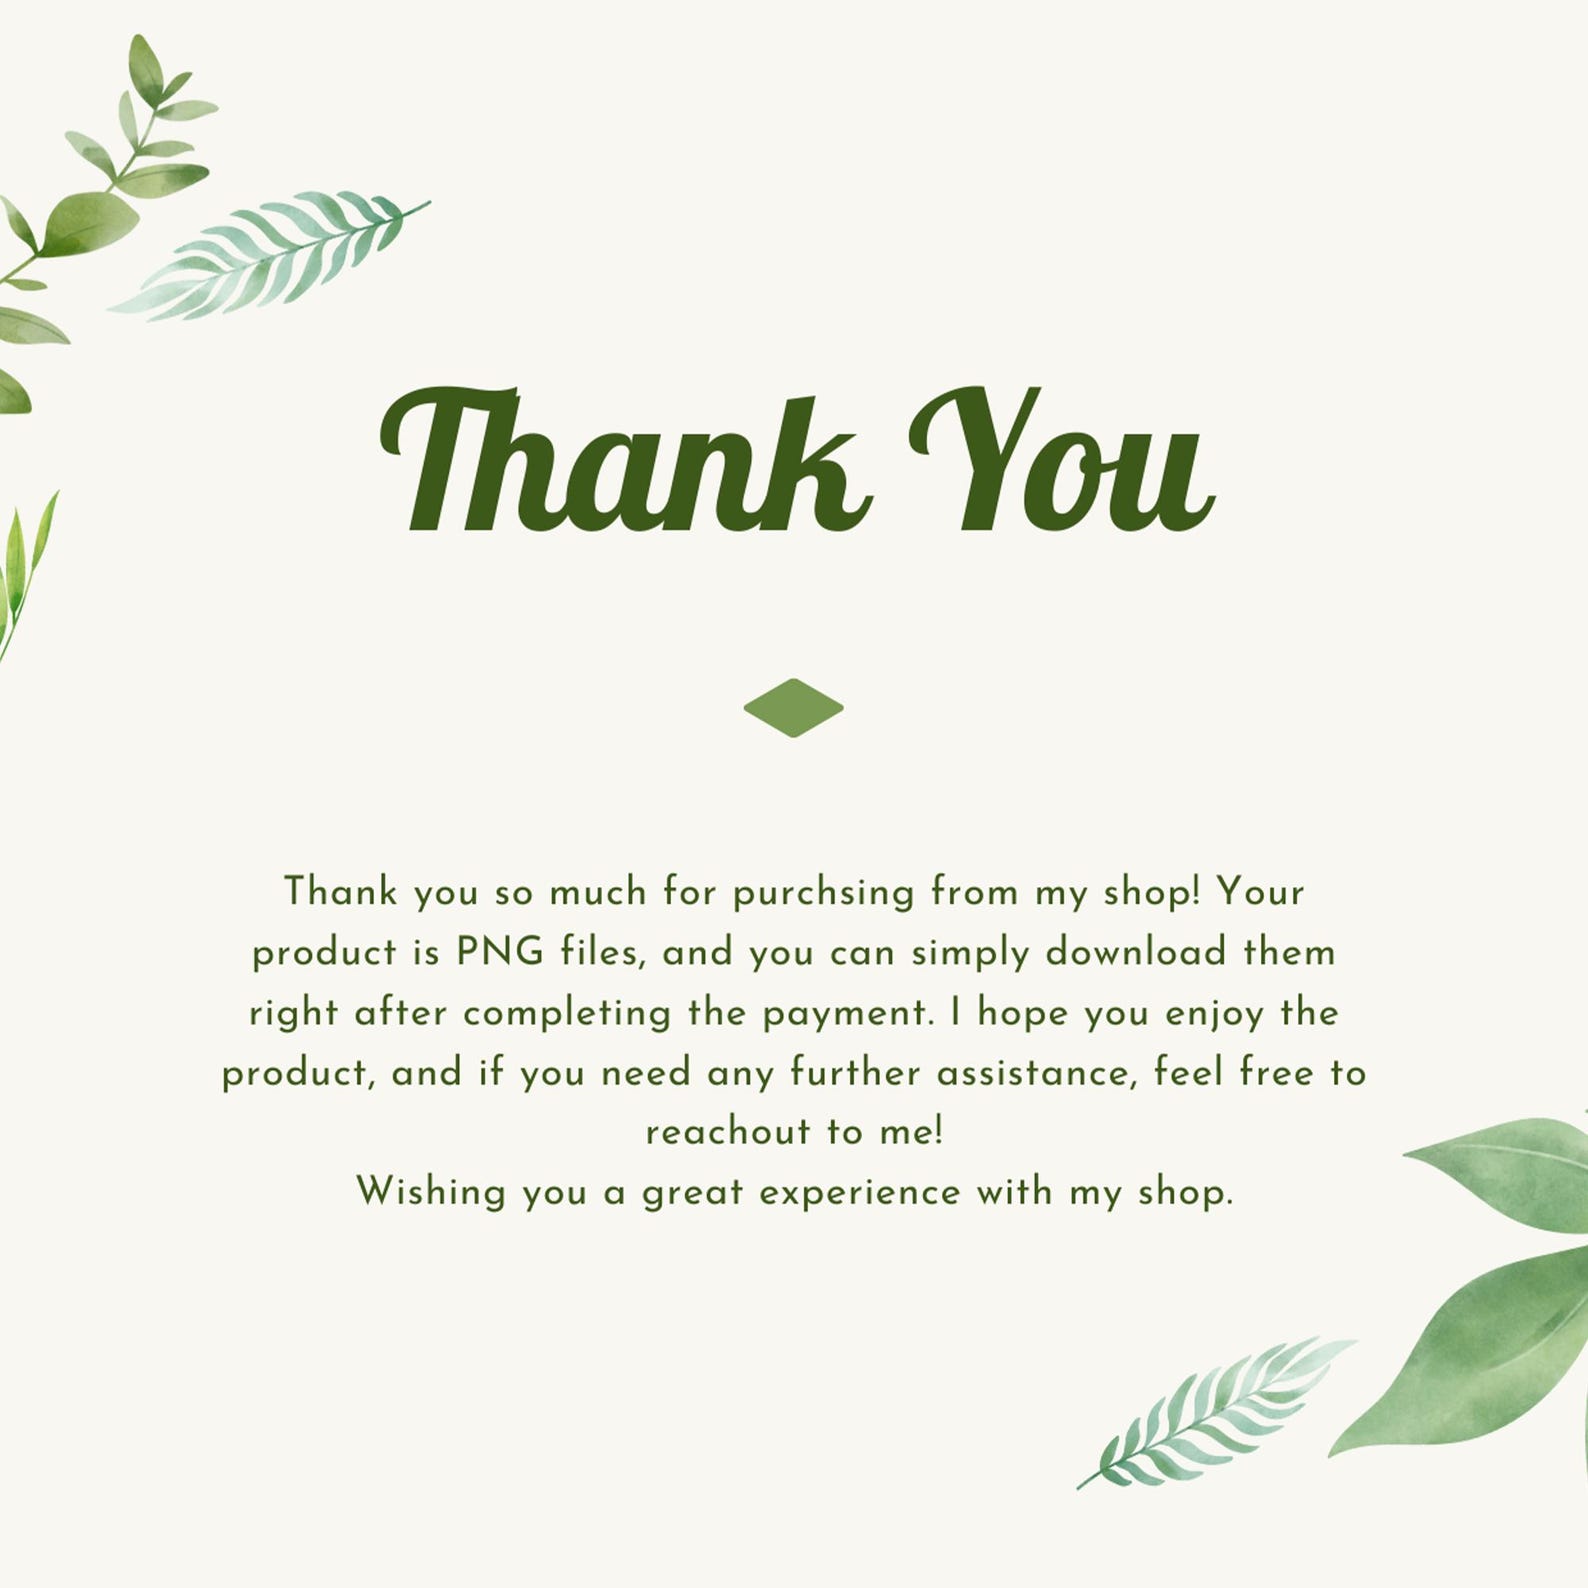 Thank You
Thank you so much for purchsing from my shop! Your
product is PNG files, and you can simply download them
right after completing the payment. I hope you enjoy the
product, and if you need any further assistance, feel free to
reachout to me!
Wishing you a great experience with my shop.